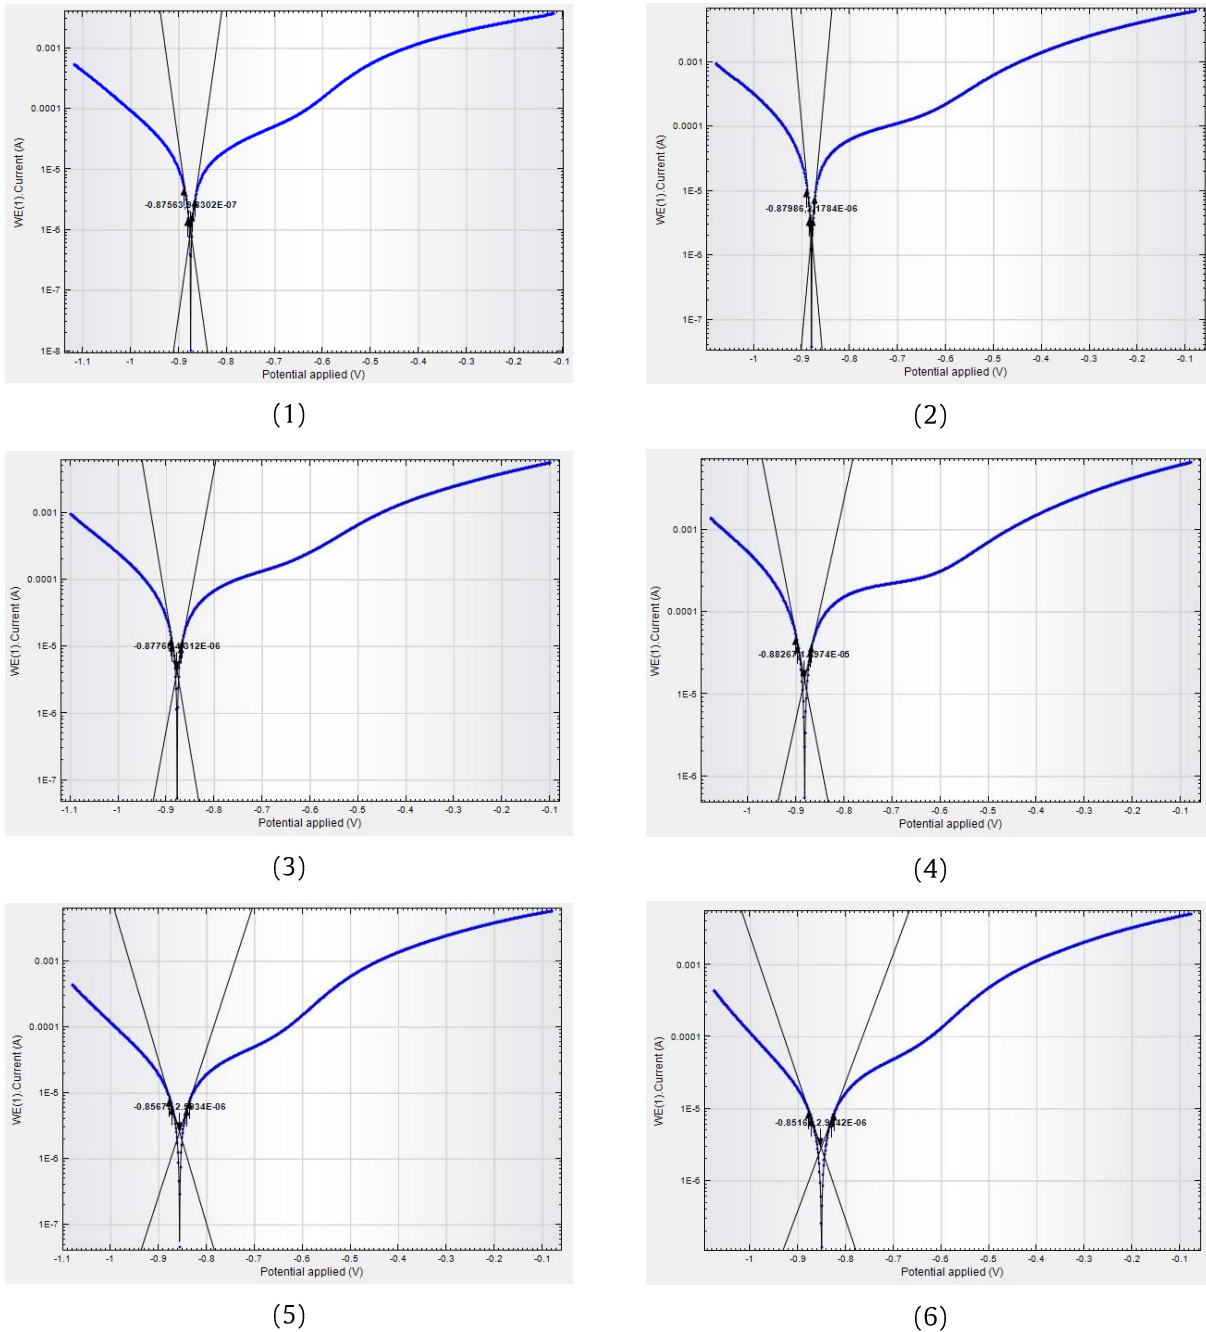 0.001
0.0001
1E-5
1E-6
1E-7
1E-8
WE(1).Current (A)
-1.1 -1 -0.9 -0.8 -0.7 -0.6 -0.5 -0.4 -0.3 -0.2 -0.1
Potential applied (V)
(1)
0.001
0.0001
1E-5
1E-6
1E-7
WE(1).Current (A)
-0.87986
-1 -0.9 -0.8 -0.7 -0.6 -0.5 -0.4 -0.3 -0.2 -0.1
Potential applied (V)
(2)
0.001
0.0001
1E-5
1E-6
1E-7
WE(1).Current (A)
-1.1 -1 -0.9 -0.8 -0.7 -0.6 -0.5 -0.4 -0.3 -0.2 -0.1
Potential applied (V)
(3)
0.001
0.0001
1E-5
1E-6
WE(1).Current (A)
-1 -0.9 -0.8 -0.7 -0.6 -0.5 -0.4 -0.3 -0.2 -0.1
Potential applied (V)
(4)
0.001
0.0001
1E-5
1E-6
1E-7
WE(1).Current (A)
-1.1 -1 -0.9 -0.8 -0.7 -0.6 -0.5 -0.4 -0.3 -0.2 -0.1
Potential applied (V)
(5)
0.001
0.0001
1E-5
1E-6
WE(1).Current (A)
-1 -0.9 -0.8 -0.7 -0.6 -0.5 -0.4 -0.3 -0.2 -0.1
Potential applied (V)
(6)